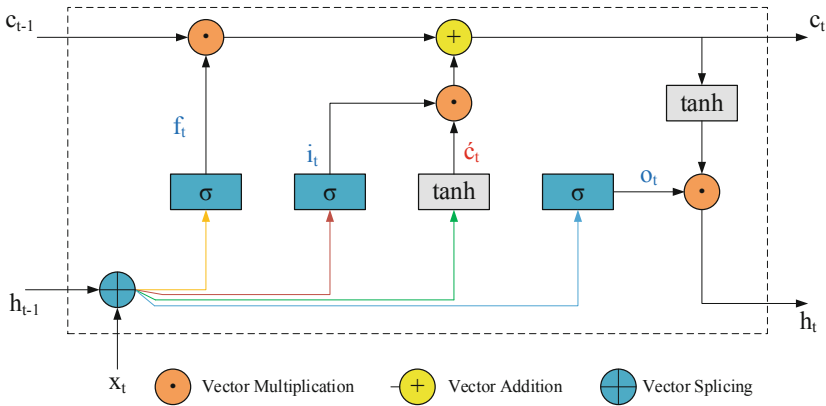 c_{t-1}
c_t
tanh
f_t
i_t
ć_t
σ
σ
tanh
σ
o_t
h_{t-1}
h_t
x_t
Vector Multiplication
Vector Addition
Vector Splicing